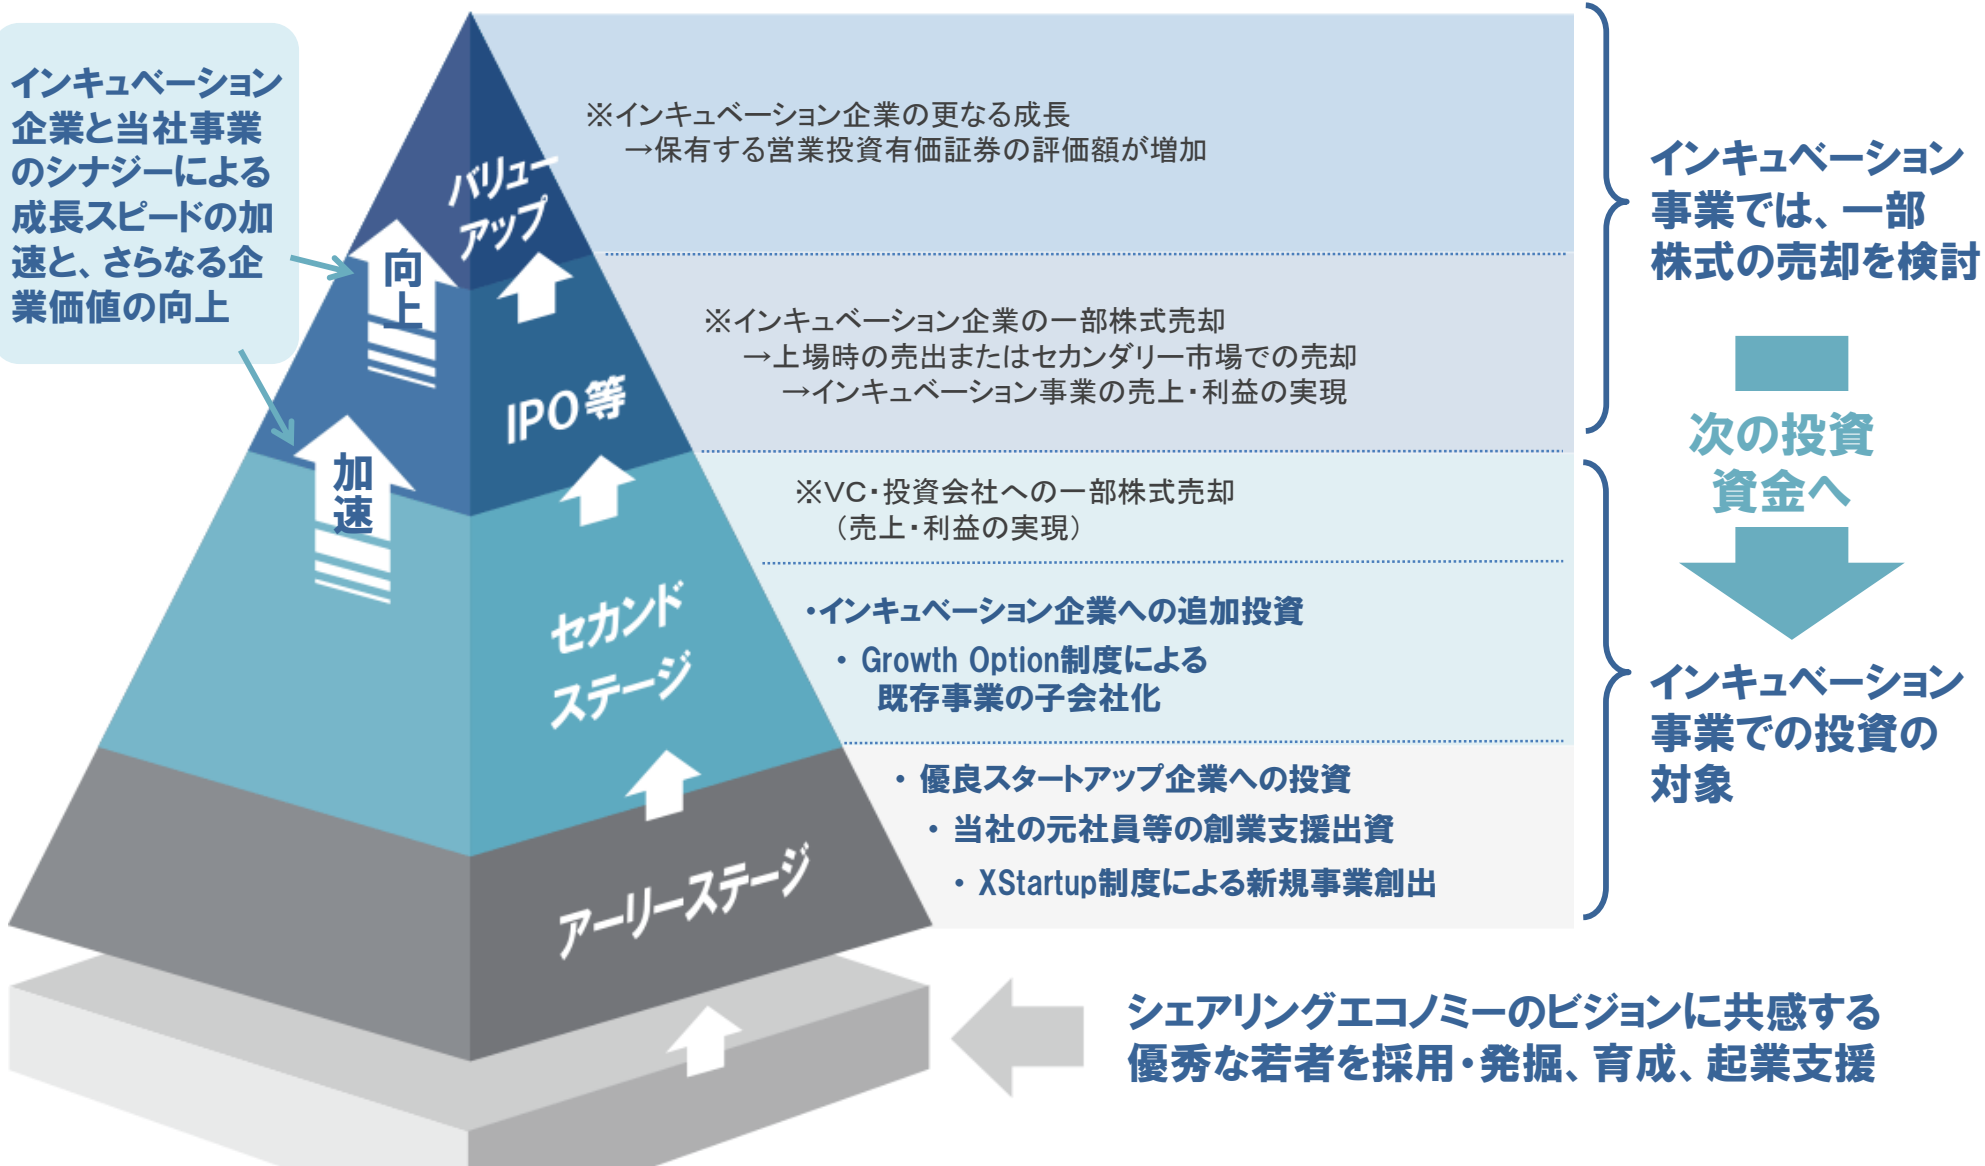 インキュベーション
企業と当社事業
のシナジーによる
成長スピードの加
速と、さらなる企
業価値の向上
向上
加速
バリュー
アップ
IPO等
セカンド
ステージ
アーリーステージ
※インキュベーション企業の更なる成長
→保有する営業投資有価証券の評価額が増加
※インキュベーション企業の一部株式売却
→上場時の売出またはセカンダリー市場での売却
→インキュベーション事業の売上・利益の実現
※VC・投資会社への一部株式売却
（売上・利益の実現）
・インキュベーション企業への追加投資
・Growth Option制度による
既存事業の子会社化
・優良スタートアップ企業への投資
・当社の元社員等の創業支援出資
・XStartup制度による新規事業創出
インキュベーション
事業では、一部
株式の売却を検討
次の投資
資金へ
インキュベーション
事業での投資の
対象
シェアリングエコノミーのビジョンに共感する
優秀な若者を採用・発掘、育成、起業支援